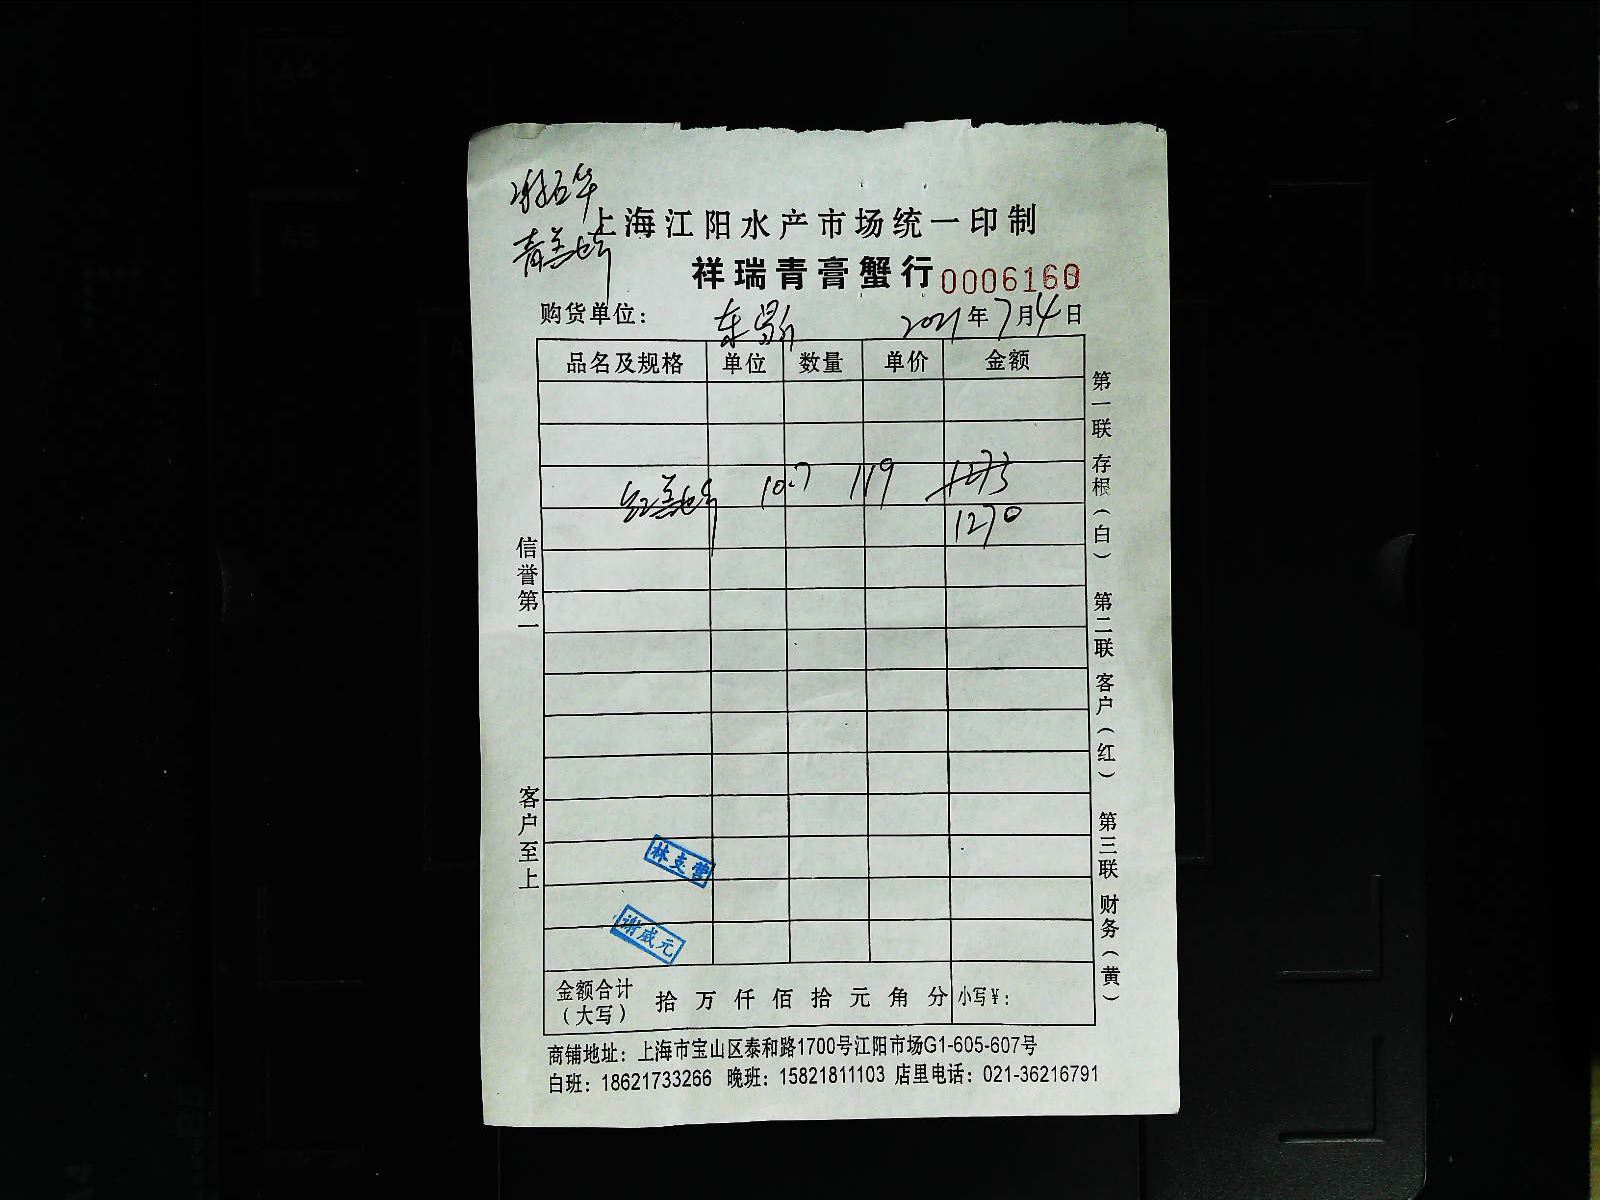 上海江阳水产市场统一印制
祥瑞青膏蟹行 0006160
购货单位: 2021年7月4日
品名及规格 单位 数量 单价 金额
10.7 119 1273
1270
信誉第一
客户至上
第一联 存根(白) 第二联 客户(红) 第三联 财务(黄)
谢成元
金额合计(大写) 拾 万 仟 佰 拾 元 角 分 小写¥:
商铺地址: 上海市宝山区泰和路1700号江阳市场G1-605-607号
白班: 18621733266 晚班: 15821811103 店里电话: 021-36216791